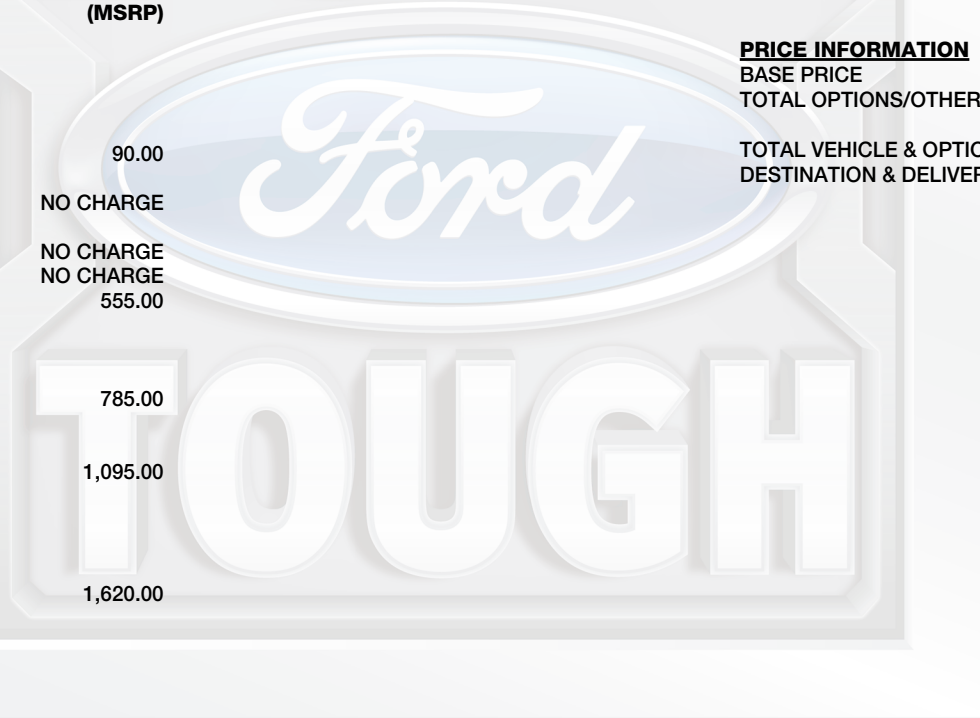 (MSRP)
90.00
NO CHARGE
NO CHARGE
NO CHARGE
555.00
785.00
1,095.00
1,620.00
PRICE INFORMATION
BASE PRICE
TOTAL OPTIONS/OTHER
TOTAL VEHICLE & OPTIO
DESTINATION & DELIVER
Ford
TOUGH